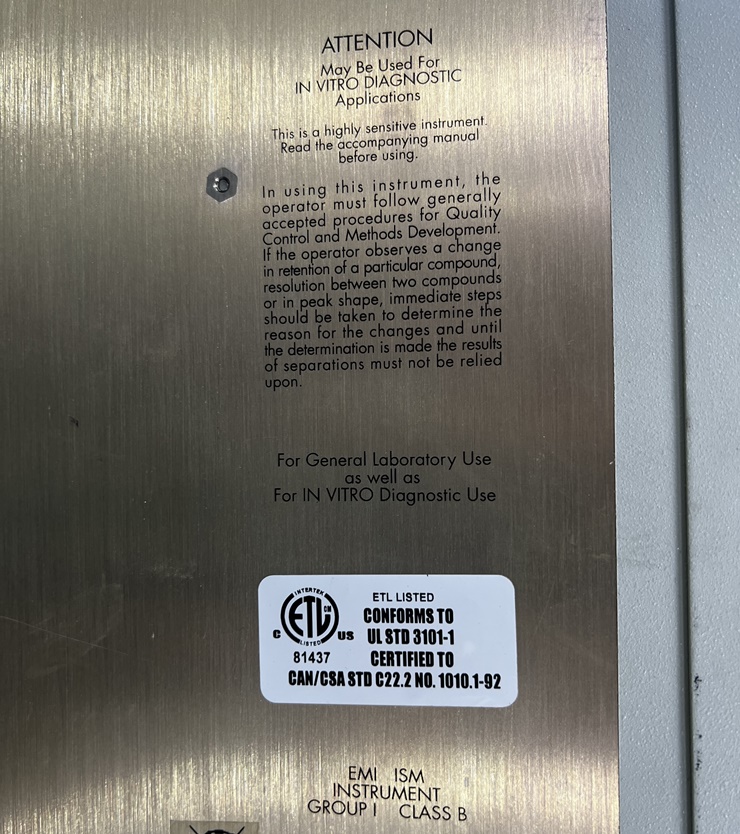 ATTENTION
May Be Used For
IN VITRO DIAGNOSTIC
Applications
This is a highly sensitive instrument.
Read the accompanying manual
before using.
In using this instrument, the
operator must follow generally
accepted procedures for Quality
Control and Methods Development.
If the operator observes a change
in retention of a particular compound,
resolution between two compounds
or in peak shape, immediate steps
should be taken to determine the
reason for the changes and until
the determination is made the results
of separations must not be relied
upon.
For General Laboratory Use
as well as
For IN VITRO Diagnostic Use
INTERTEK
ETL CM
LISTED
C US
81437
ETL LISTED
CONFORMS TO
UL STD 3101-1
CERTIFIED TO
CAN/CSA STD C22.2 NO. 1010.1-92
EMI ISM
INSTRUMENT
GROUP I CLASS B